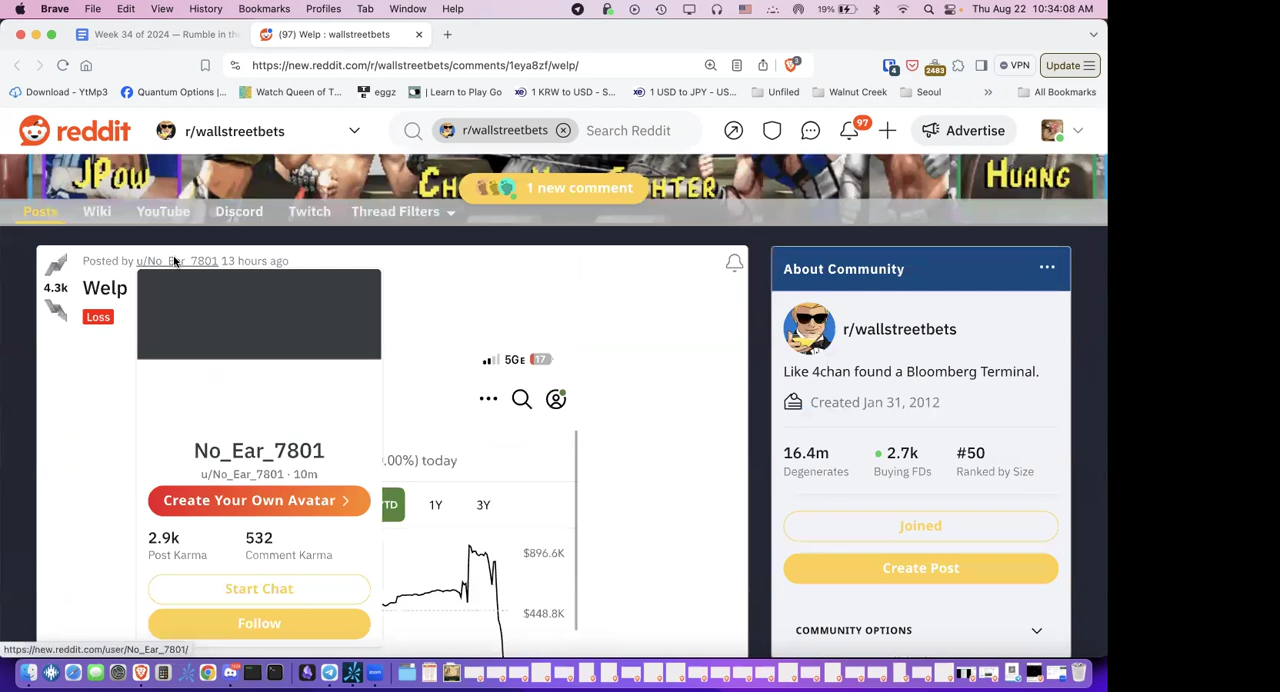 Brave File Edit View History Bookmarks Profiles Tab Window Help 19% Thu Aug 22 10:34:08 AM
Week 34 of 2024 — Rumble in th (97) Welp : wallstreetbets
https://new.reddit.com/r/wallstreetbets/comments/1eya8zf/welp/ 3 4 2483 VPN Update
Download - YtMp3 Quantum Options |... Watch Queen of T... eggz | Learn to Play Go 1 KRW to USD - S... 1 USD to JPY - US... Unfiled Walnut Creek Seoul » All Bookmarks
reddit r/wallstreetbets r/wallstreetbets Search Reddit 97 Advertise
JPow HUANG
1 new comment
Posts Wiki YouTube Discord Twitch Thread Filters
Posted by u/No_Ear_7801 13 hours ago
4.3k Welp
Loss
5GE 17
No_Ear_7801
u/No_Ear_7801 · 10m
Create Your Own Avatar
2.9k 532
Post Karma Comment Karma
Start Chat
Follow
.00%) today
TD 1Y 3Y
$896.6K
$448.8K
About Community
r/wallstreetbets
Like 4chan found a Bloomberg Terminal.
Created Jan 31, 2012
16.4m 2.7k #50
Degenerates Buying FDs Ranked by Size
Joined
Create Post
COMMUNITY OPTIONS
https://new.reddit.com/user/No_Ear_7801/